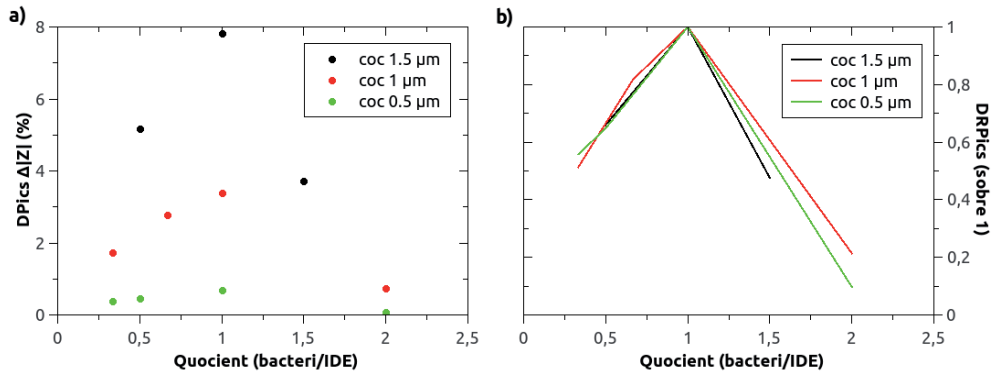 a)
8
6
4
2
0
DPics Δ|Z| (%)
coc 1.5 µm
coc 1 µm
coc 0.5 µm
0 0,5 1 1,5 2 2,5
Quocient (bacteri/IDE)
b)
coc 1.5 µm
coc 1 µm
coc 0.5 µm
1
0,8
0,6
0,4
0,2
0
DRPics (sobre 1)
0 0,5 1 1,5 2 2,5
Quocient (bacteri/IDE)